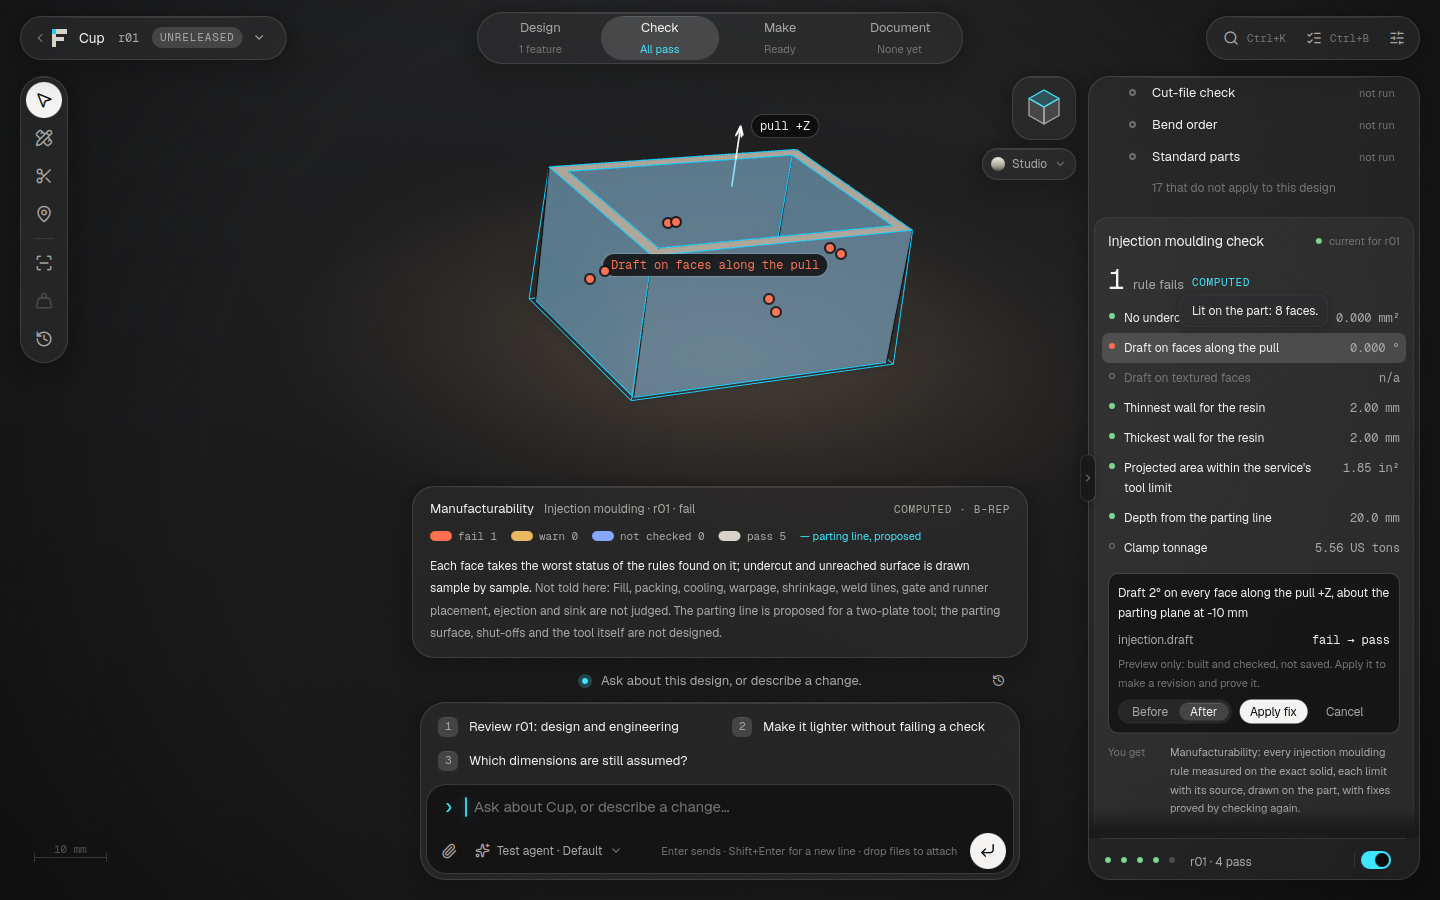 Cup r01 UNRELEASED
Design
1 feature
Check
All pass
Make
Ready
Document
None yet
Ctrl+K Ctrl+B
pull +Z
Studio
Draft on faces along the pull
10 mm
Cut-file check not run
Bend order not run
Standard parts not run
17 that do not apply to this design
Injection moulding check current for r01
1 rule fails COMPUTED
Lit on the part: 8 faces.
0.000 mm²
Draft on faces along the pull 0.000 °
Draft on textured faces n/a
Thinnest wall for the resin 2.00 mm
Thickest wall for the resin 2.00 mm
Projected area within the service's 1.85 in²
tool limit
Depth from the parting line 20.0 mm
Clamp tonnage 5.56 US tons
Draft 2° on every face along the pull +Z, about the
parting plane at -10 mm
injection.draft fail → pass
Preview only: built and checked, not saved. Apply it to
make a revision and prove it.
Before After Apply fix Cancel
You get Manufacturability: every injection moulding
rule measured on the exact solid, each limit
with its source, drawn on the part, with fixes
proved by checking again.
r01 · 4 pass
Manufacturability Injection moulding · r01 · fail COMPUTED · B-REP
fail 1 warn 0 not checked 0 pass 5 — parting line, proposed
Each face takes the worst status of the rules found on it; undercut and unreached surface is drawn
sample by sample. Not told here: Fill, packing, cooling, warpage, shrinkage, weld lines, gate and runner
placement, ejection and sink are not judged. The parting line is proposed for a two-plate tool; the parting
surface, shut-offs and the tool itself are not designed.
Ask about this design, or describe a change.
1 Review r01: design and engineering
2 Make it lighter without failing a check
3 Which dimensions are still assumed?
Ask about Cup, or describe a change…
Test agent · Default Enter sends · Shift+Enter for a new line · drop files to attach